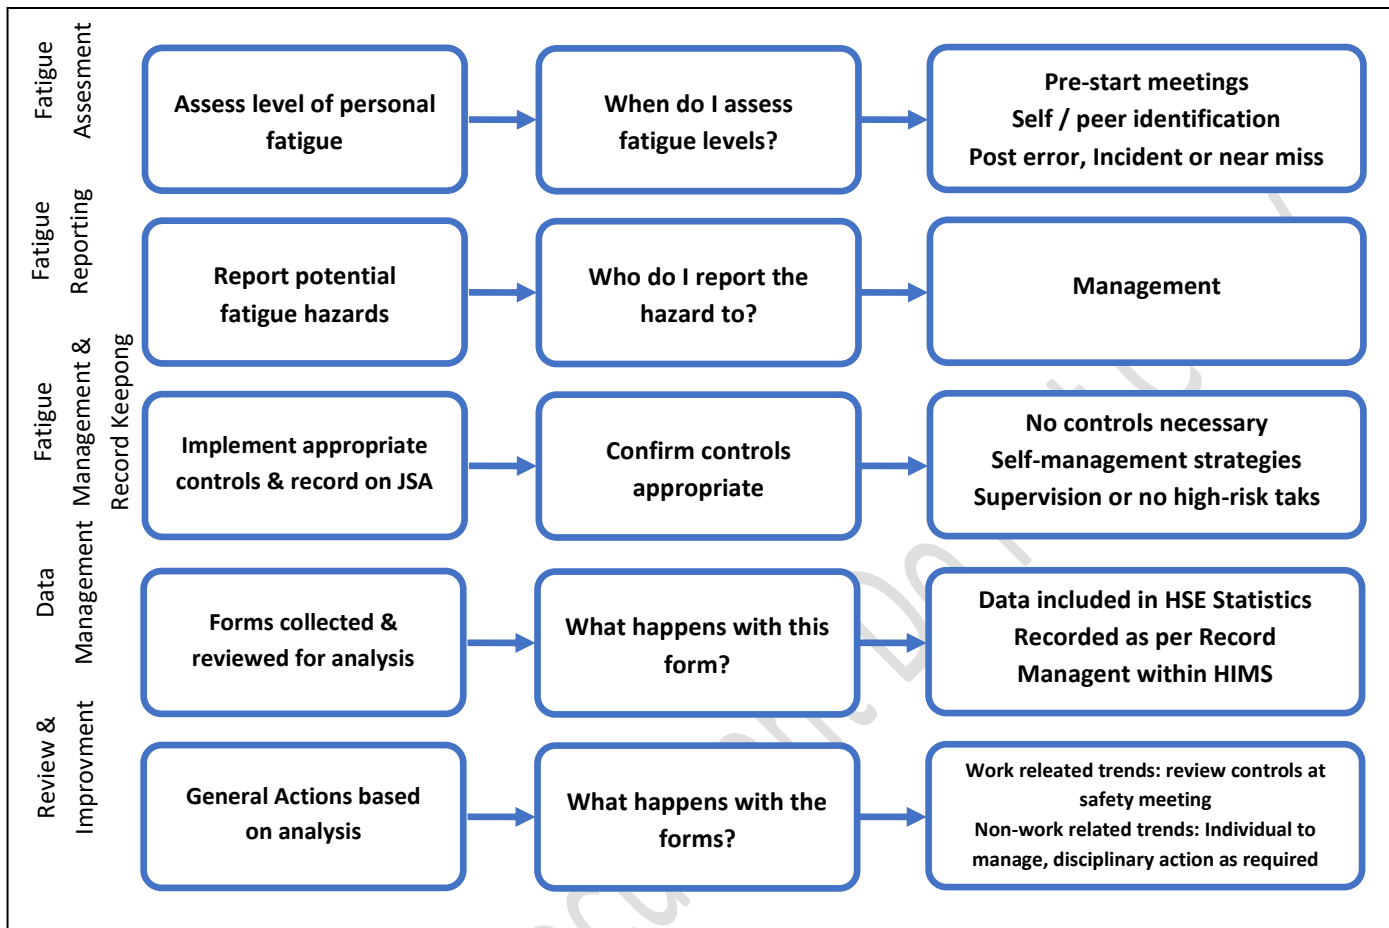 Fatigue
Assesment
Assess level of personal
fatigue
When do I assess
fatigue levels?
Pre-start meetings
Self / peer identification
Post error, Incident or near miss
Fatigue
Reporting
Report potential
fatigue hazards
Who do I report the
hazard to?
Management
Fatigue
Management &
Record Keepong
Implement appropriate
controls & record on JSA
Confirm controls
appropriate
No controls necessary
Self-management strategies
Supervision or no high-risk taks
Data
Management
Forms collected &
reviewed for analysis
What happens with this
form?
Data included in HSE Statistics
Recorded as per Record
Managent within HIMS
Review &
Improvment
General Actions based
on analysis
What happens with the
forms?
Work releated trends: review controls at
safety meeting
Non-work related trends: Individual to
manage, disciplinary action as required